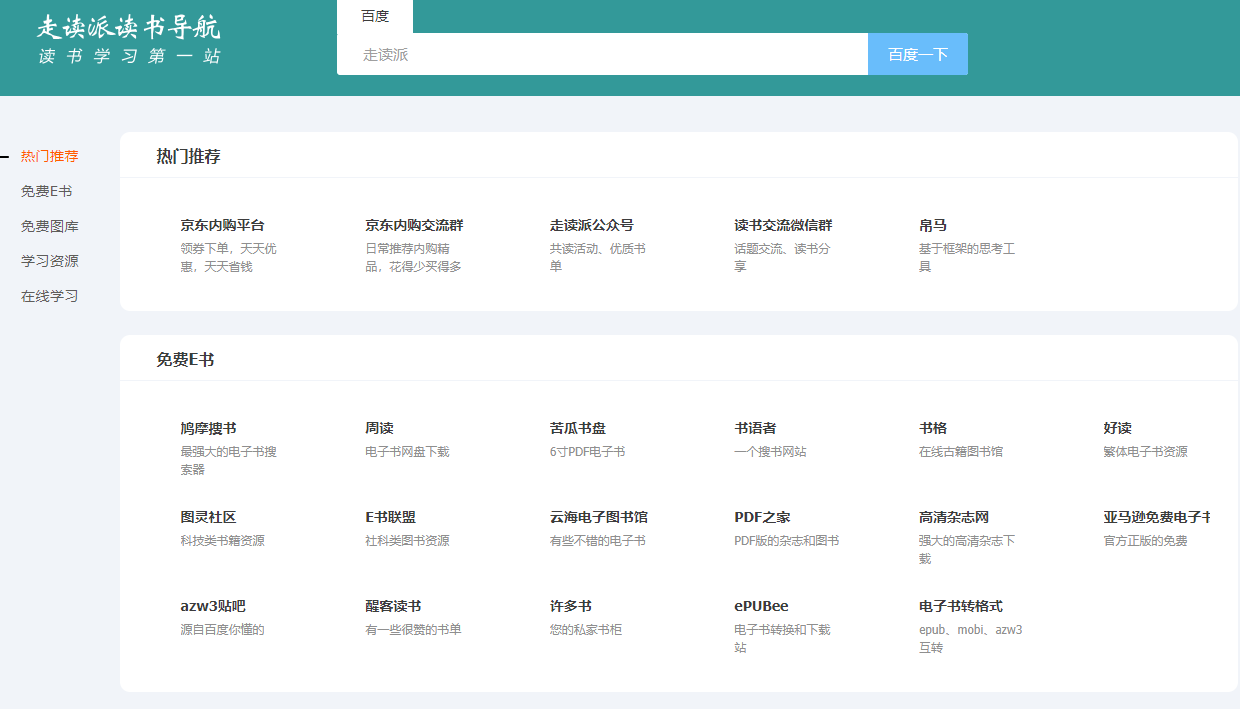 走读派读书导航
读书学习第一站
百度
走读派
百度一下
热门推荐
免费E书
免费图库
学习资源
在线学习
热门推荐
京东内购平台
领券下单，天天优
惠，天天省钱
京东内购交流群
日常推荐内购精
品，花得少买得多
走读派公众号
共读活动、优质书
单
读书交流微信群
话题交流、读书分
享
帛马
基于框架的思考工
具
免费E书
鸠摩搜书
最强大的电子书搜
索器
周读
电子书网盘下载
苦瓜书盘
6寸PDF电子书
书语者
一个搜书网站
书格
在线古籍图书馆
好读
繁体电子书资源
图灵社区
科技类书籍资源
E书联盟
社科类图书资源
云海电子图书馆
有些不错的电子书
PDF之家
PDF版的杂志和图书
高清杂志网
强大的高清杂志下
载
亚马逊免费电子书
官方正版的免费
azw3贴吧
源自百度你懂的
醒客读书
有一些很赞的书单
许多书
您的私家书柜
ePUBee
电子书转换和下载
站
电子书转格式
epub、mobi、azw3
互转